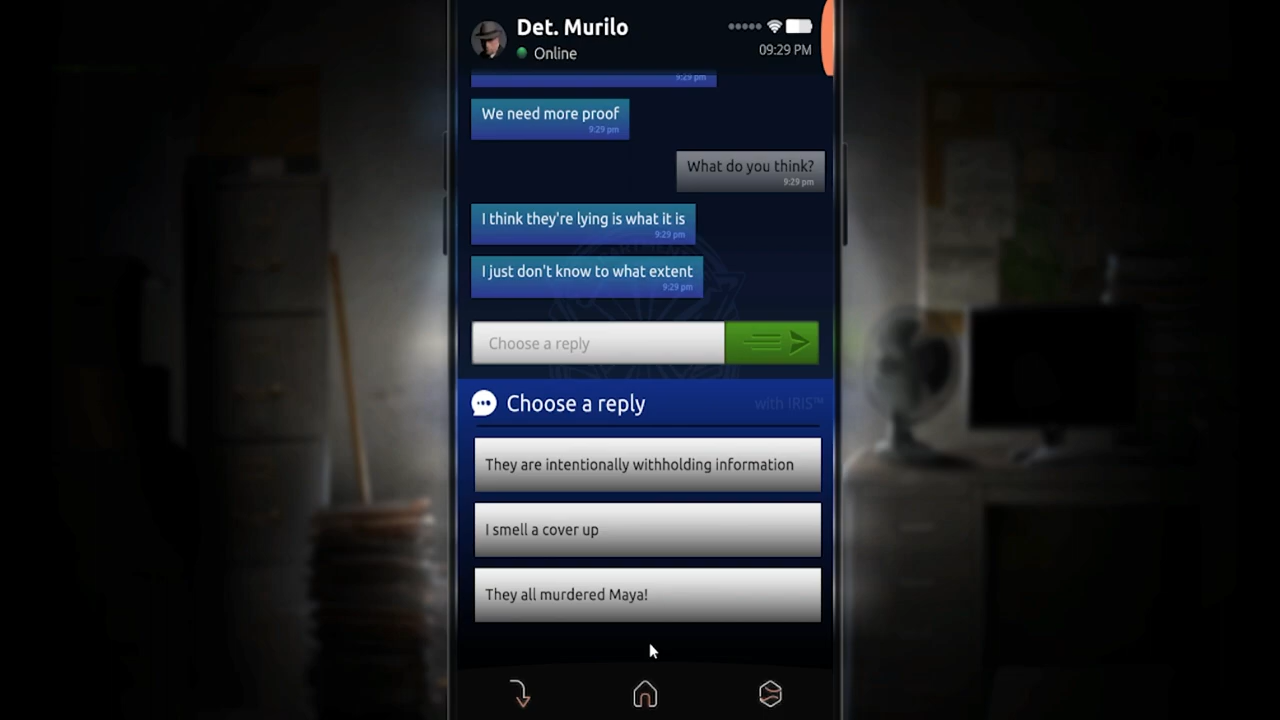 Det. Murilo
Online
09:29 PM
9:29 pm
We need more proof
9:29 pm
What do you think?
9:29 pm
I think they're lying is what it is
9:29 pm
I just don't know to what extent
9:29 pm
Choose a reply
Choose a reply
with IRIS™
They are intentionally withholding information
I smell a cover up
They all murdered Maya!